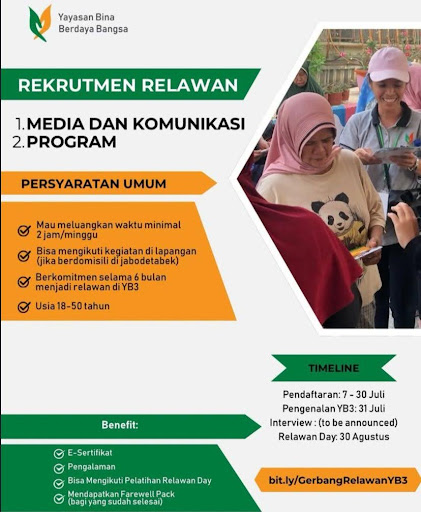 Yayasan Bina
Berdaya Bangsa
REKRUTMEN RELAWAN
1.MEDIA DAN KOMUNIKASI
2.PROGRAM
PERSYARATAN UMUM
Mau meluangkan waktu minimal
2 jam/minggu
Bisa mengikuti kegiatan di lapangan
(jika berdomisili di jabodetabek)
Berkomitmen selama 6 bulan
menjadi relawan di YB3
Usia 18-50 tahun
TIMELINE
Pendaftaran: 7 - 30 Juli
Pengenalan YB3: 31 Juli
Interview : (to be announced)
Relawan Day: 30 Agustus
Benefit:
E-Sertifikat
Pengalaman
Bisa Mengikuti Pelatihan Relawan Day
Mendapatkan Farewell Pack
(bagi yang sudah selesai)
bit.ly/GerbangRelawanYB3